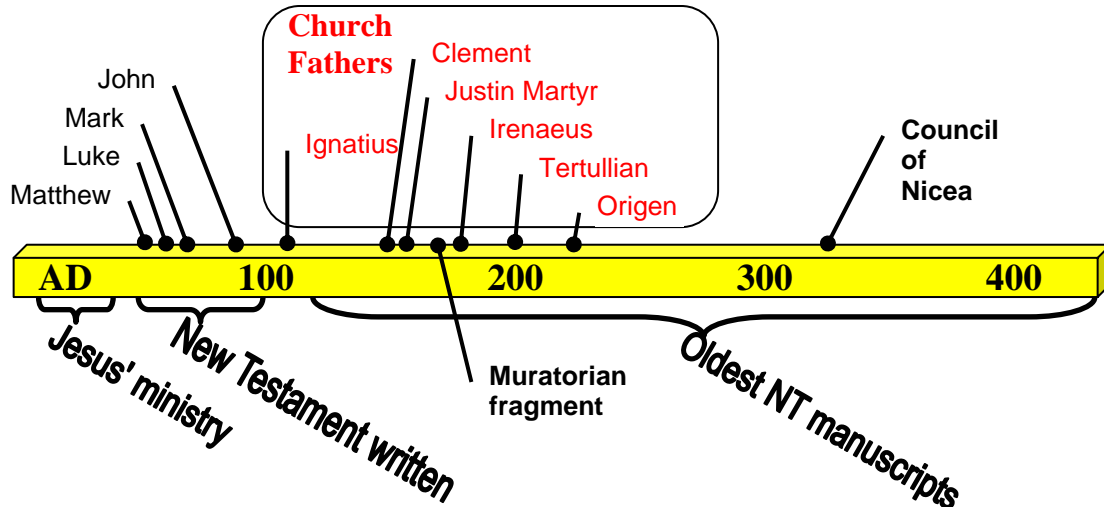 Church
Fathers
Clement
Justin Martyr
Irenaeus
Ignatius
Tertullian
Origen
John
Mark
Luke
Matthew
Council
of
Nicea
AD 100 200 300 400
Jesus' ministry
New Testament written
Muratorian
fragment
Oldest NT manuscripts